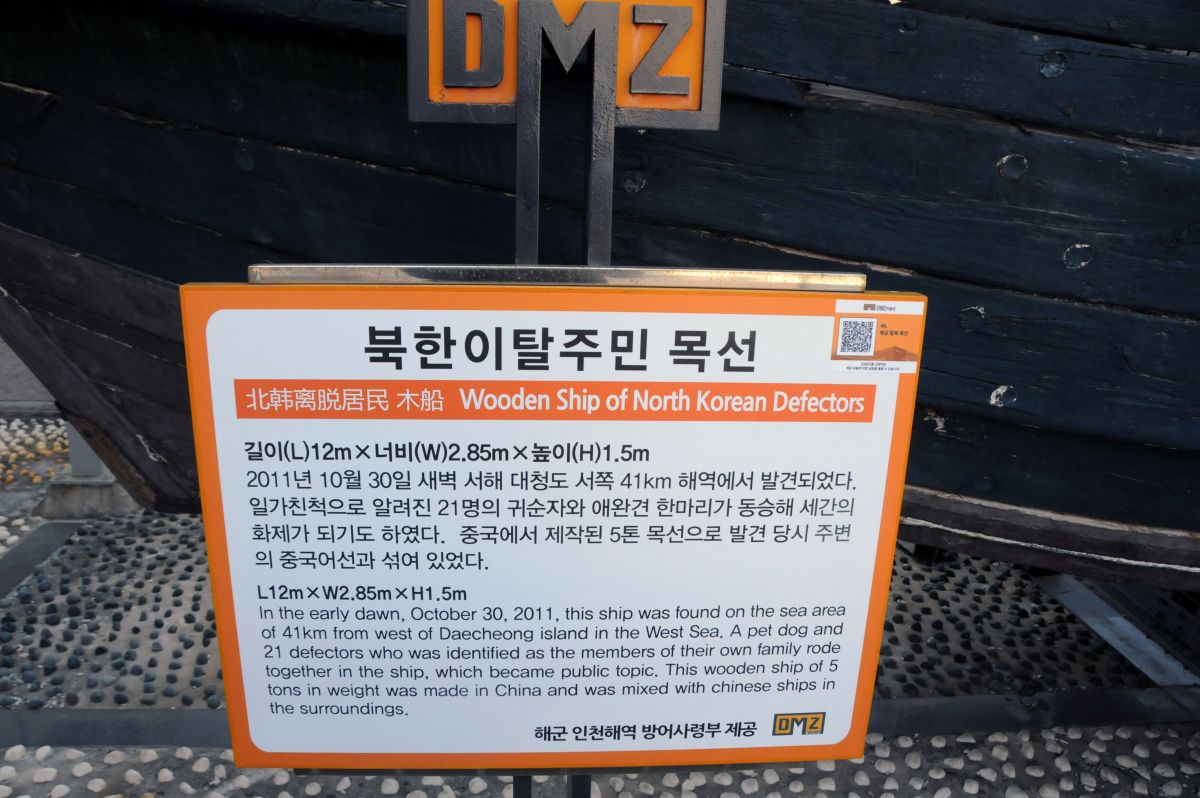 DMZ
DMZ박물관
북한이탈주민 목선
北韩离脱居民 木船 Wooden Ship of North Korean Defectors
길이(L)12m×너비(W)2.85m×높이(H)1.5m
2011년 10월 30일 새벽 서해 대청도 서쪽 41km 해역에서 발견되었다.
일가친척으로 알려진 21명의 귀순자와 애완견 한마리가 동승해 세간의
화제가 되기도 하였다. 중국에서 제작된 5톤 목선으로 발견 당시 주변
의 중국어선과 섞여 있었다.
L12m×W2.85m×H1.5m
In the early dawn, October 30, 2011, this ship was found on the sea area
of 41km from west of Daecheong island in the West Sea. A pet dog and
21 defectors who was identified as the members of their own family rode
together in the ship, which became public topic. This wooden ship of 5
tons in weight was made in China and was mixed with chinese ships in
the surroundings.
해군 인천해역 방어사령부 제공
DMZ